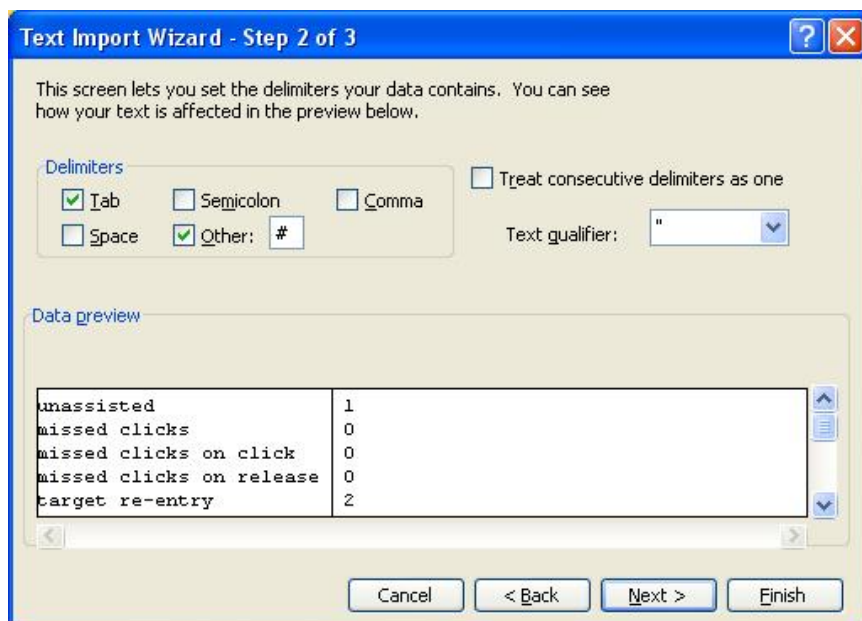 Text Import Wizard - Step 2 of 3
This screen lets you set the delimiters your data contains. You can see
how your text is affected in the preview below.
Delimiters
Tab
Semicolon
Comma
Space
Other: #
Treat consecutive delimiters as one
Text qualifier: "
Data preview
unassisted 1
missed clicks 0
missed clicks on click 0
missed clicks on release 0
target re-entry 2
Cancel
< Back
Next >
Finish